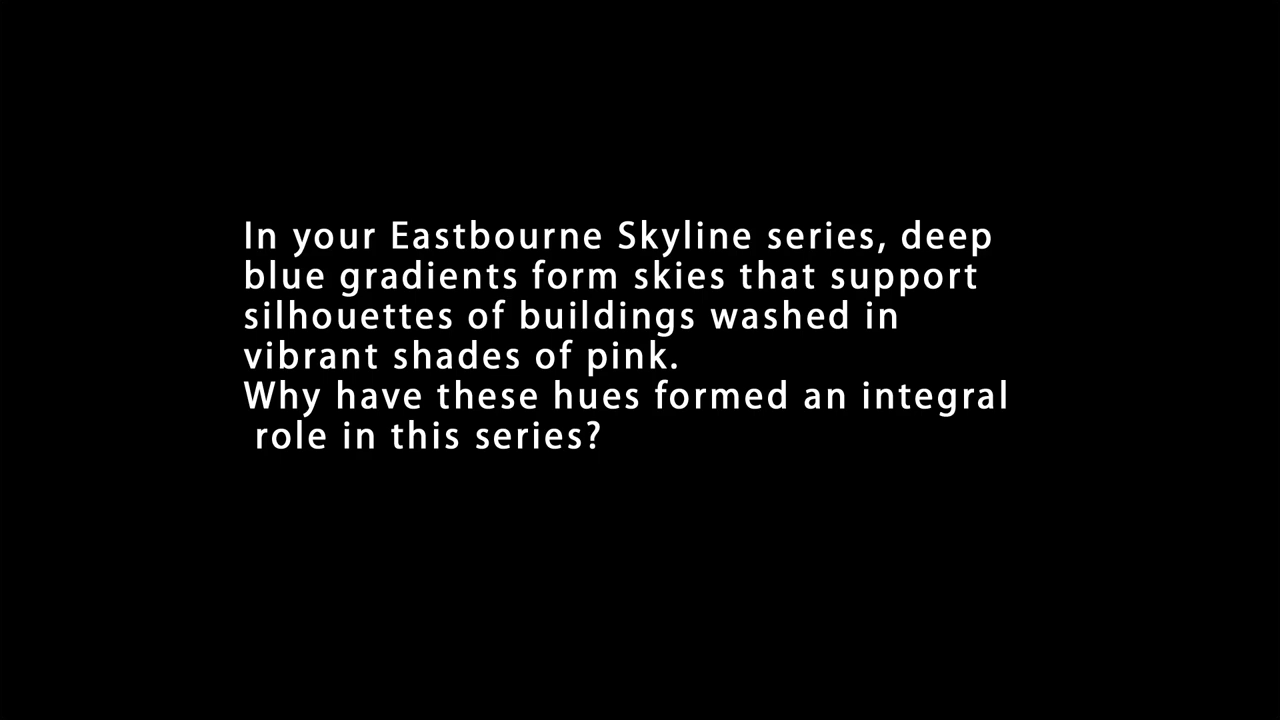 In your Eastbourne Skyline series, deep
blue gradients form skies that support
silhouettes of buildings washed in
vibrant shades of pink.
Why have these hues formed an integral
role in this series?